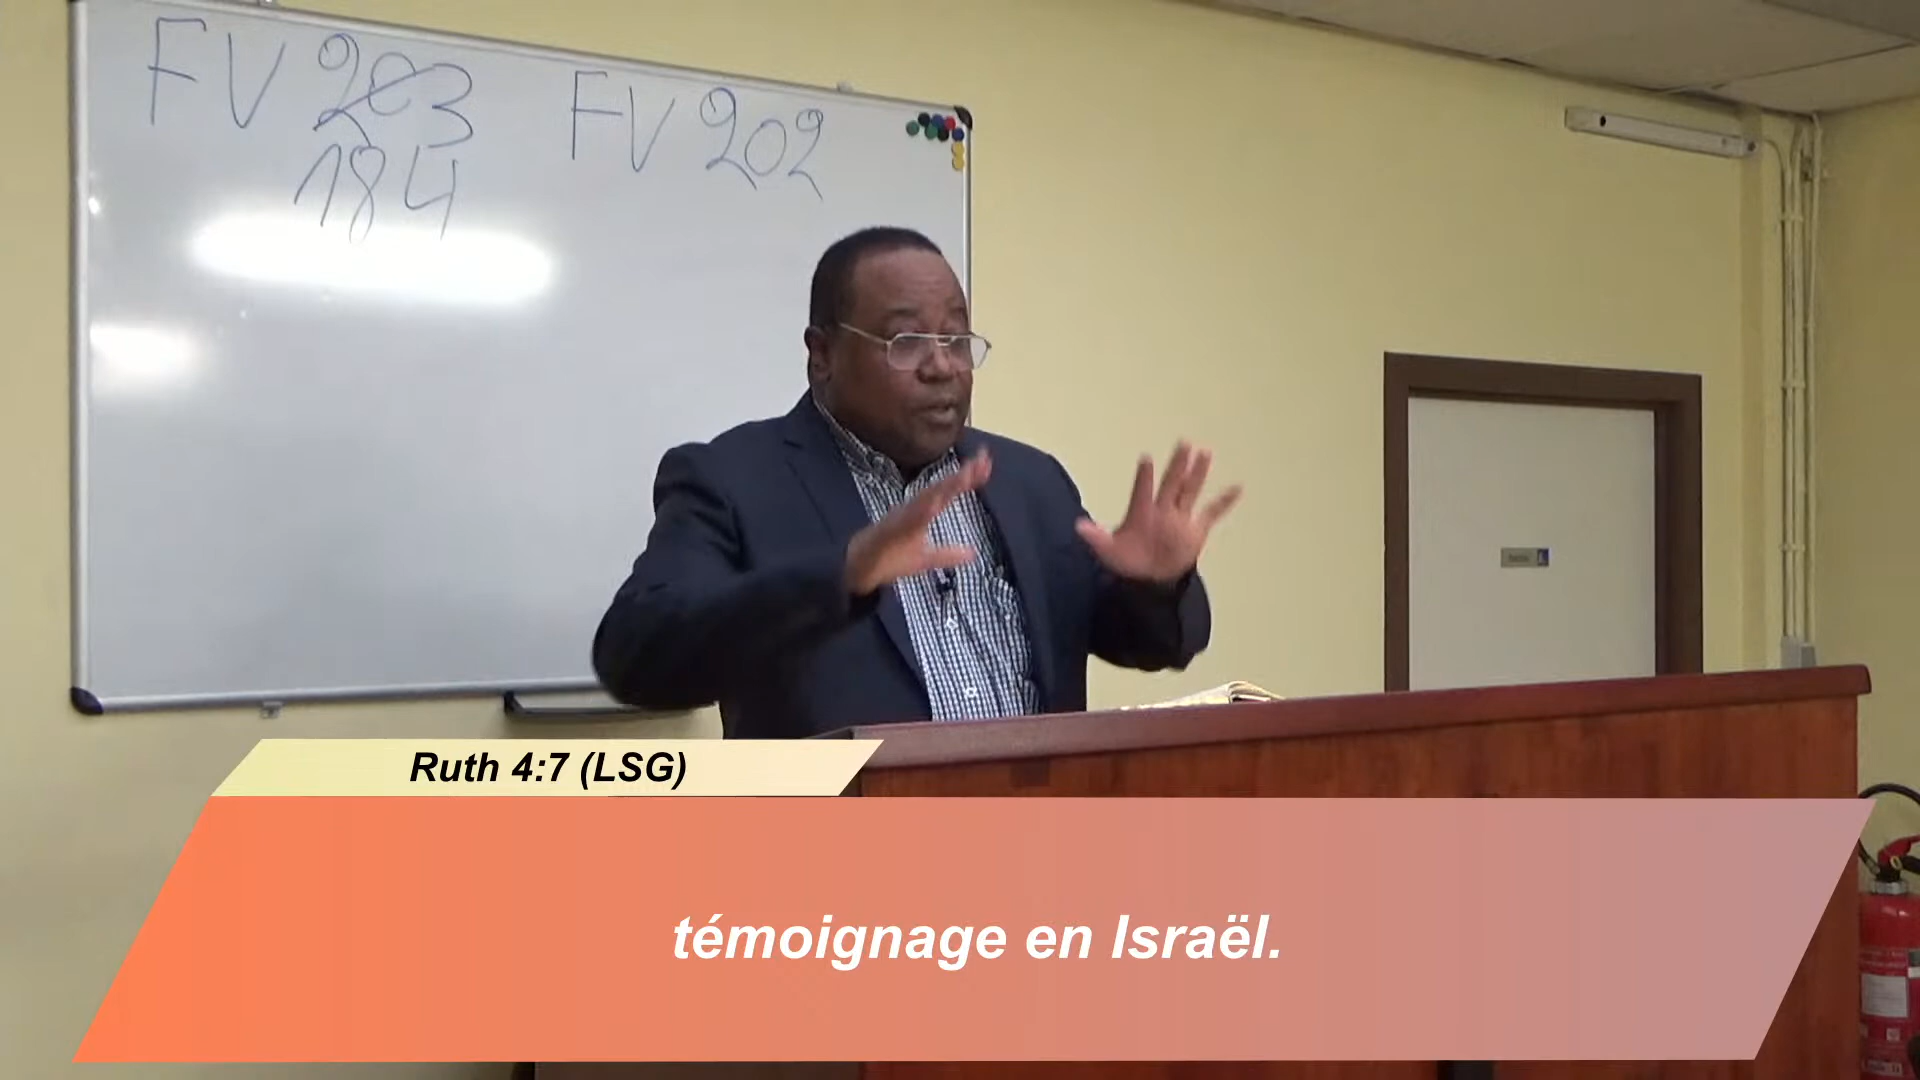 FV 203 FV 202
184
Ruth 4:7 (LSG)
témoignage en Israël.